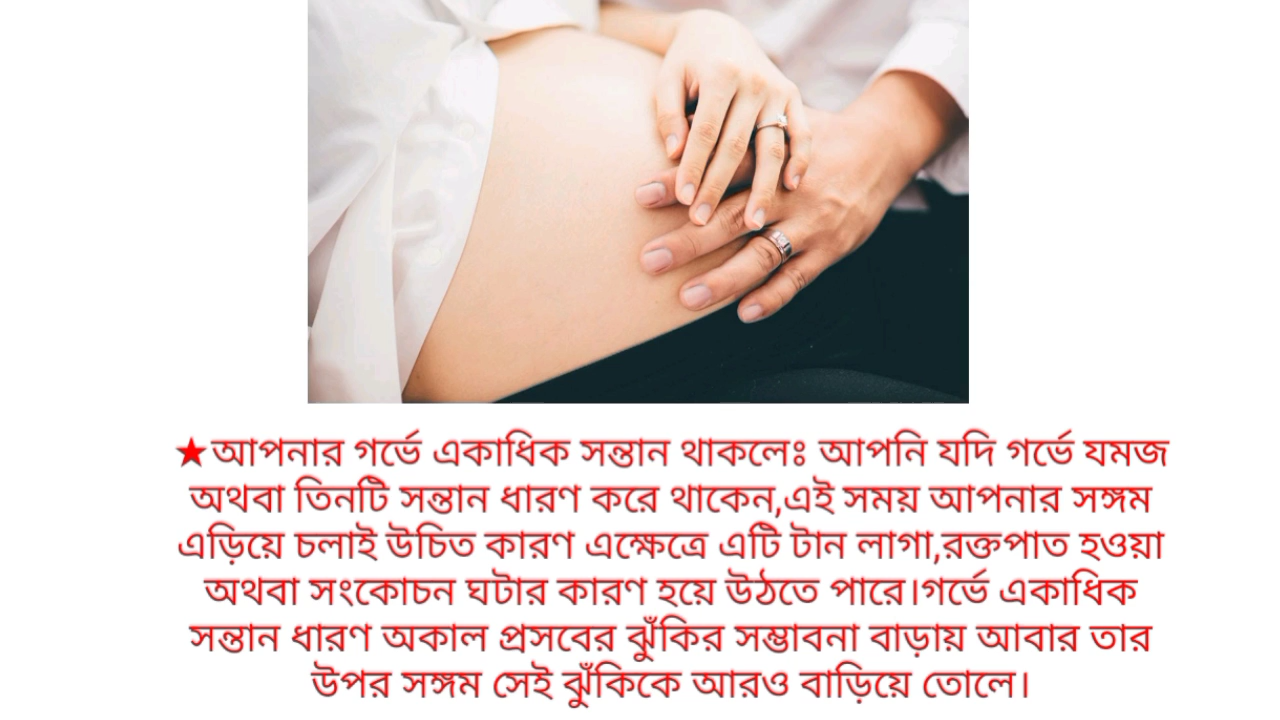 ★আপনার গর্ভে একাধিক সন্তান থাকলেঃ আপনি যদি গর্ভে যমজ
অথবা তিনটি সন্তান ধারণ করে থাকেন,এই সময় আপনার সঙ্গম
এড়িয়ে চলাই উচিত কারণ এক্ষেত্রে এটি টান লাগা,রক্তপাত হওয়া
অথবা সংকোচন ঘটার কারণ হয়ে উঠতে পারে।গর্ভে একাধিক
সন্তান ধারণ অকাল প্রসবের ঝুঁকির সম্ভাবনা বাড়ায় আবার তার
উপর সঙ্গম সেই ঝুঁকিকে আরও বাড়িয়ে তোলে।